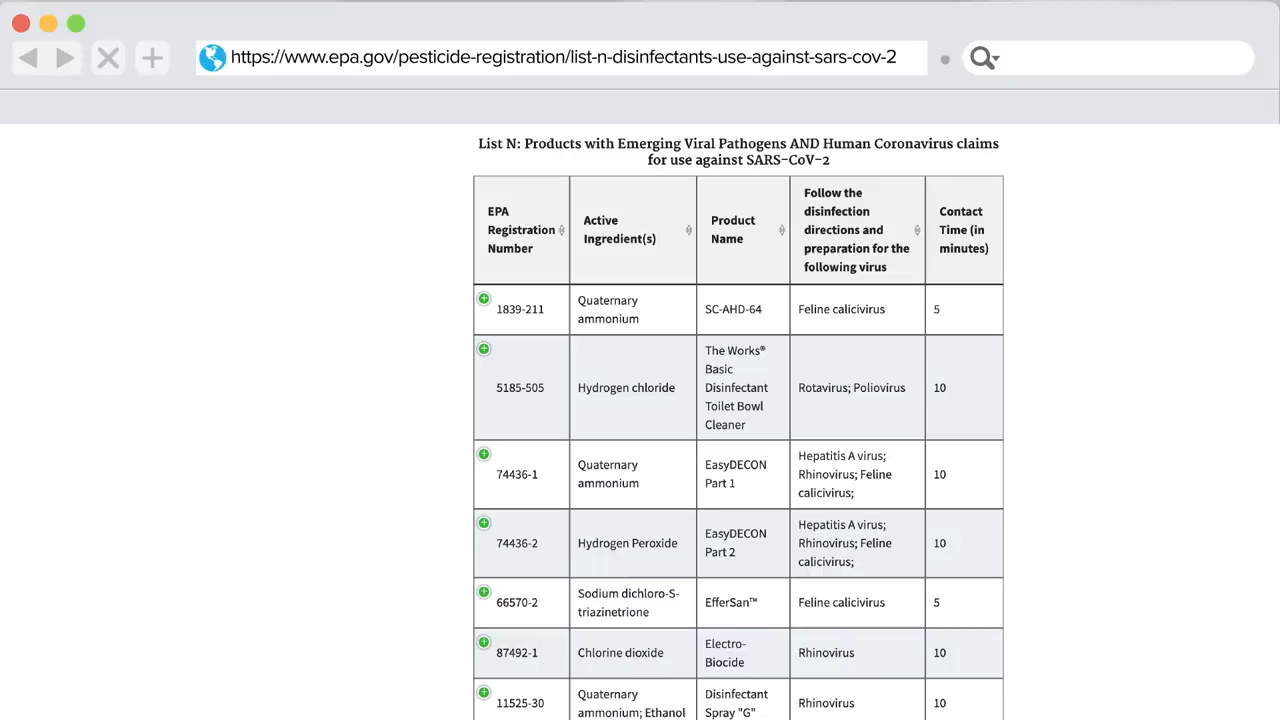 https://www.epa.gov/pesticide-registration/list-n-disinfectants-use-against-sars-cov-2
List N: Products with Emerging Viral Pathogens AND Human Coronavirus claims
for use against SARS-CoV-2
EPA
Registration
Number
Active
Ingredient(s)
Product
Name
Follow the
disinfection
directions and
preparation for the
following virus
Contact
Time (in
minutes)
1839-211
Quaternary
ammonium
SC-AHD-64
Feline calicivirus
5
5185-505
Hydrogen chloride
The Works®
Basic
Disinfectant
Toilet Bowl
Cleaner
Rotavirus; Poliovirus
10
74436-1
Quaternary
ammonium
EasyDECON
Part 1
Hepatitis A virus;
Rhinovirus; Feline
calicivirus;
10
74436-2
Hydrogen Peroxide
EasyDECON
Part 2
Hepatitis A virus;
Rhinovirus; Feline
calicivirus;
10
66570-2
Sodium dichloro-S-
triazinetrione
EfferSan™
Feline calicivirus
5
87492-1
Chlorine dioxide
Electro-
Biocide
Rhinovirus
10
11525-30
Quaternary
ammonium; Ethanol
Disinfectant
Spray "G"
Rhinovirus
10